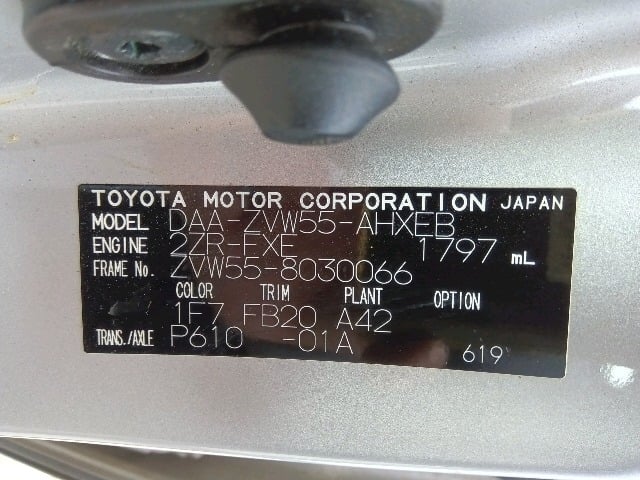 TOYOTA MOTOR CORPORATION JAPAN
MODEL DAA-ZVW55-AHXEB
ENGINE 2ZR-FXE 1797 mL
FRAME No. ZVW55-8030066
COLOR TRIM PLANT OPTION
1F7 FB20 A42
TRANS./AXLE P610 -01A
619